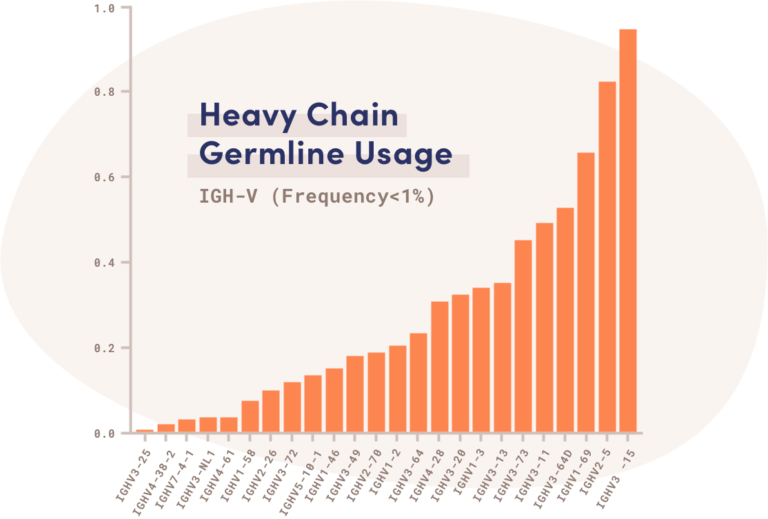 1.0
Heavy Chain
Germline Usage
IGH-V (Frequency<1%)
0.8
0.6
0.4
0.2
0.0
IGHV3-25
IGHV4-38-2
IGHV7-4-1
IGHV3-NL1
IGHV4-61
IGHV1-58
IGHV2-26
IGHV3-72
IGHV5-10-1
IGHV1-46
IGHV3-49
IGHV2-70
IGHV1-2
IGHV3-64
IGHV4-28
IGHV3-20
IGHV1-3
IGHV3-13
IGHV3-73
IGHV3-11
IGHV3-64D
IGHV1-69
IGHV2-5
IGHV3 -15